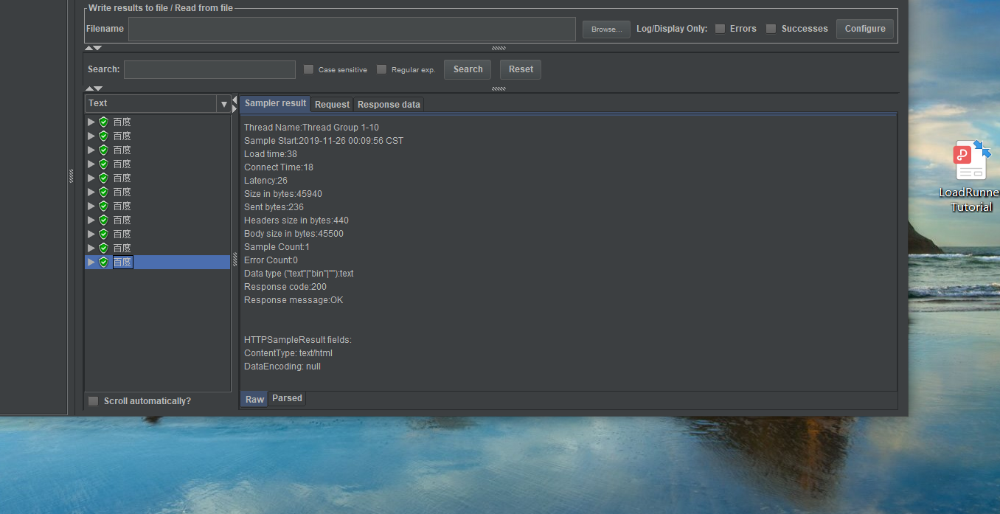 Write results to file / Read from file
Filename
Browse...
Log/Display Only:
Errors
Successes
Configure
Search:
Case sensitive
Regular exp.
Search
Reset
Text
Sampler result
Request
Response data
百度
百度
百度
百度
百度
百度
百度
百度
百度
百度
百度
Thread Name:Thread Group 1-10
Sample Start:2019-11-26 00:09:56 CST
Load time:38
Connect Time:18
Latency:26
Size in bytes:45940
Sent bytes:236
Headers size in bytes:440
Body size in bytes:45500
Sample Count:1
Error Count:0
Data type ("text"|"bin"|""):text
Response code:200
Response message:OK
HTTPSampleResult fields:
ContentType: text/html
DataEncoding: null
Scroll automatically?
Raw
Parsed
LoadRunne
Tutorial